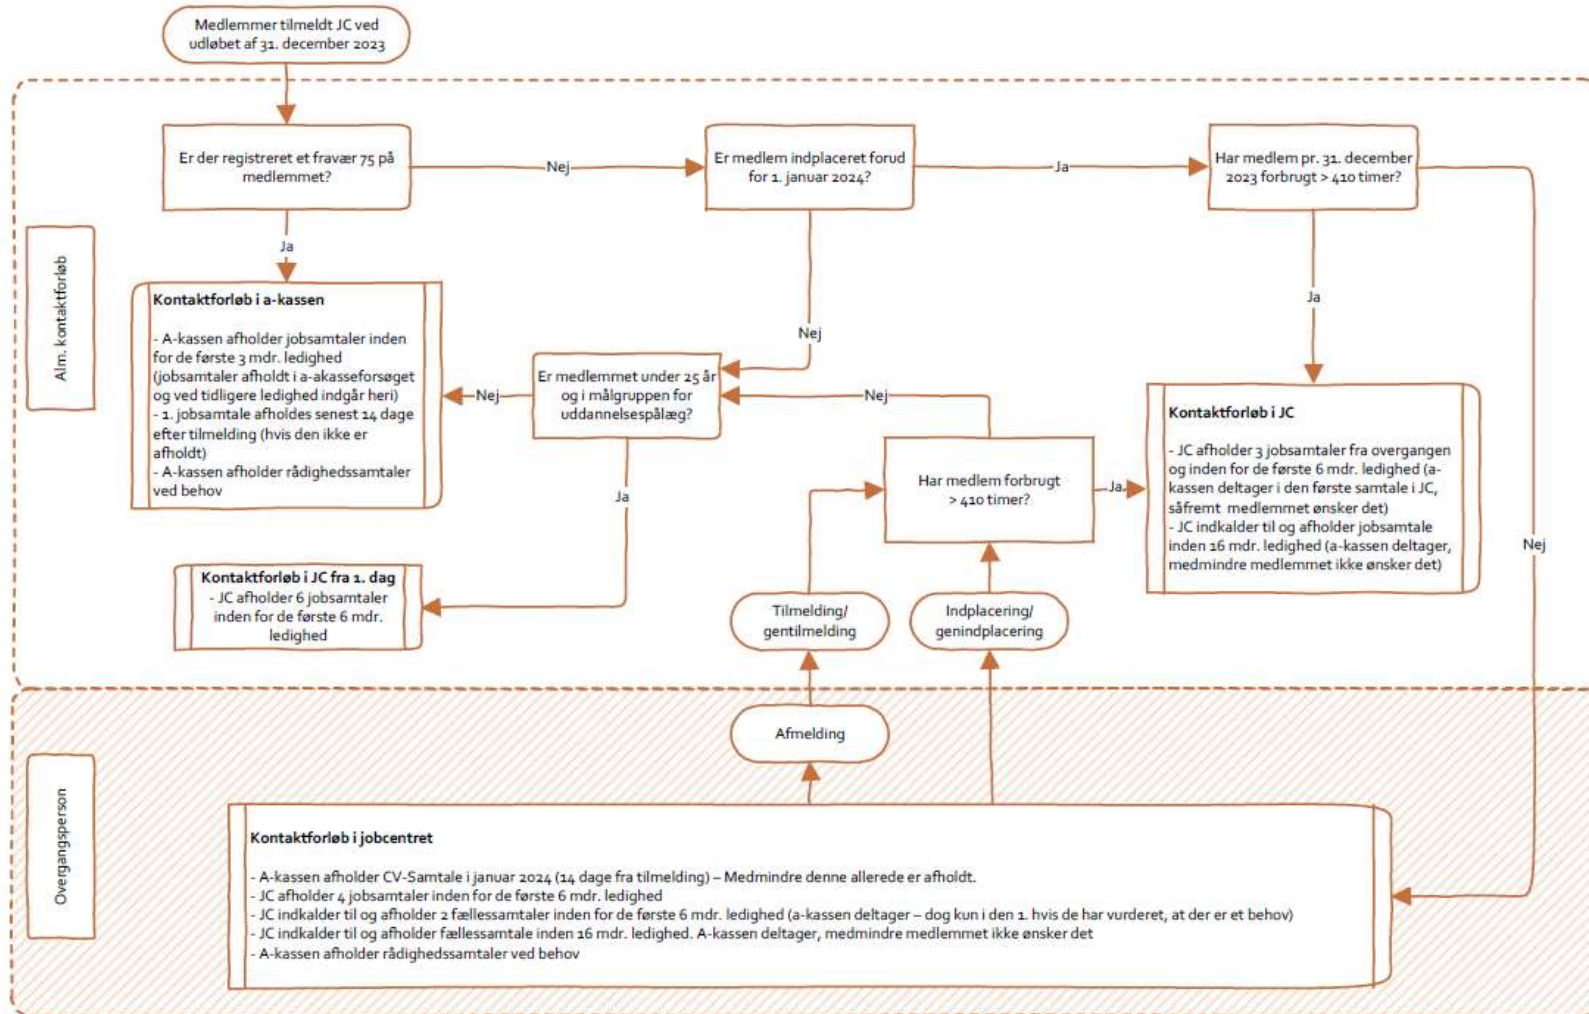 Medlemmer tilmeldt JC ved
udløbet af 31. december 2023
Er der registreret et fravær 75 på
medlemmet?
Nej
Er medlem indplaceret forud
for 1. januar 2024?
Ja
Har medlem pr. 31. december
2023 forbrugt > 410 timer?
Alm. kontaktforløb
Ja
Kontaktforløb i a-kassen
- A-kassen afholder jobsamtaler inden
for de første 3 mdr. ledighed
(jobsamtaler afholdt i a-akasseforsøget
og ved tidligere ledighed indgår heri)
- 1. jobsamtale afholdes senest 14 dage
efter tilmelding (hvis den ikke er
afholdt)
- A-kassen afholder rådighedssamtaler
ved behov
Nej
Nej
Er medlemmet under 25 år
og i målgruppen for
uddannelsespålæg?
Nej
Ja
Har medlem forbrugt
> 410 timer?
Ja
Ja
Kontaktforløb i JC
- JC afholder 3 jobsamtaler fra overgangen
og inden for de første 6 mdr. ledighed (a-
kassen deltager i den første samtale i JC,
såfremt medlemmet ønsker det)
- JC indkalder til og afholder jobsamtale
inden 16 mdr. ledighed (a-kassen deltager,
medmindre medlemmet ikke ønsker det)
Nej
Kontaktforløb i JC fra 1. dag
- JC afholder 6 jobsamtaler
inden for de første 6 mdr.
ledighed
Tilmelding/
gentilmelding
Indplacering/
genindplacering
Overgangsperson
Afmelding
Kontaktforløb i jobcentret
- A-kassen afholder CV-Samtale i januar 2024 (14 dage fra tilmelding) – Medmindre denne allerede er afholdt.
- JC afholder 4 jobsamtaler inden for de første 6 mdr. ledighed
- JC indkalder til og afholder 2 fællessamtaler inden for de første 6 mdr. ledighed (a-kassen deltager – dog kun i den 1. hvis de har vurderet, at der er et behov)
- JC indkalder til og afholder fællessamtale inden 16 mdr. ledighed. A-kassen deltager, medmindre medlemmet ikke ønsker det
- A-kassen afholder rådighedssamtaler ved behov